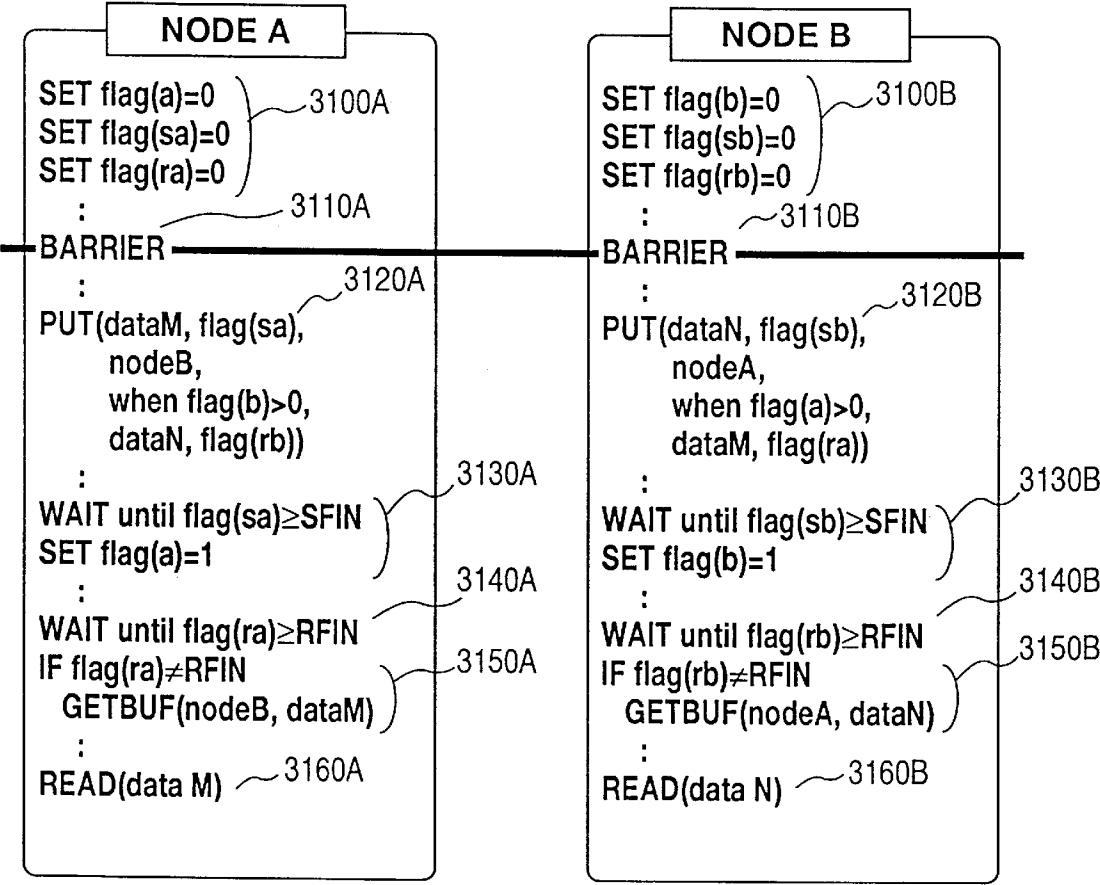 NODE A
SET flag(a)=0
SET flag(sa)=0
SET flag(ra)=0
3100A
:
3110A
BARRIER
:
3120A
PUT(dataM, flag(sa),
nodeB,
when flag(b)>0,
dataN, flag(rb))
:
3130A
WAIT until flag(sa)≥SFIN
SET flag(a)=1
:
3140A
WAIT until flag(ra)≥RFIN
IF flag(ra)≠RFIN
3150A
GETBUF(nodeB, dataM)
:
READ(data M)
3160A
NODE B
SET flag(b)=0
3100B
SET flag(sb)=0
SET flag(rb)=0
:
3110B
BARRIER
:
3120B
PUT(dataN, flag(sb),
nodeA,
when flag(a)>0,
dataM, flag(ra))
:
3130B
WAIT until flag(sb)≥SFIN
SET flag(b)=1
:
3140B
WAIT until flag(rb)≥RFIN
IF flag(rb)≠RFIN
3150B
GETBUF(nodeA, dataN)
:
READ(data N)
3160B